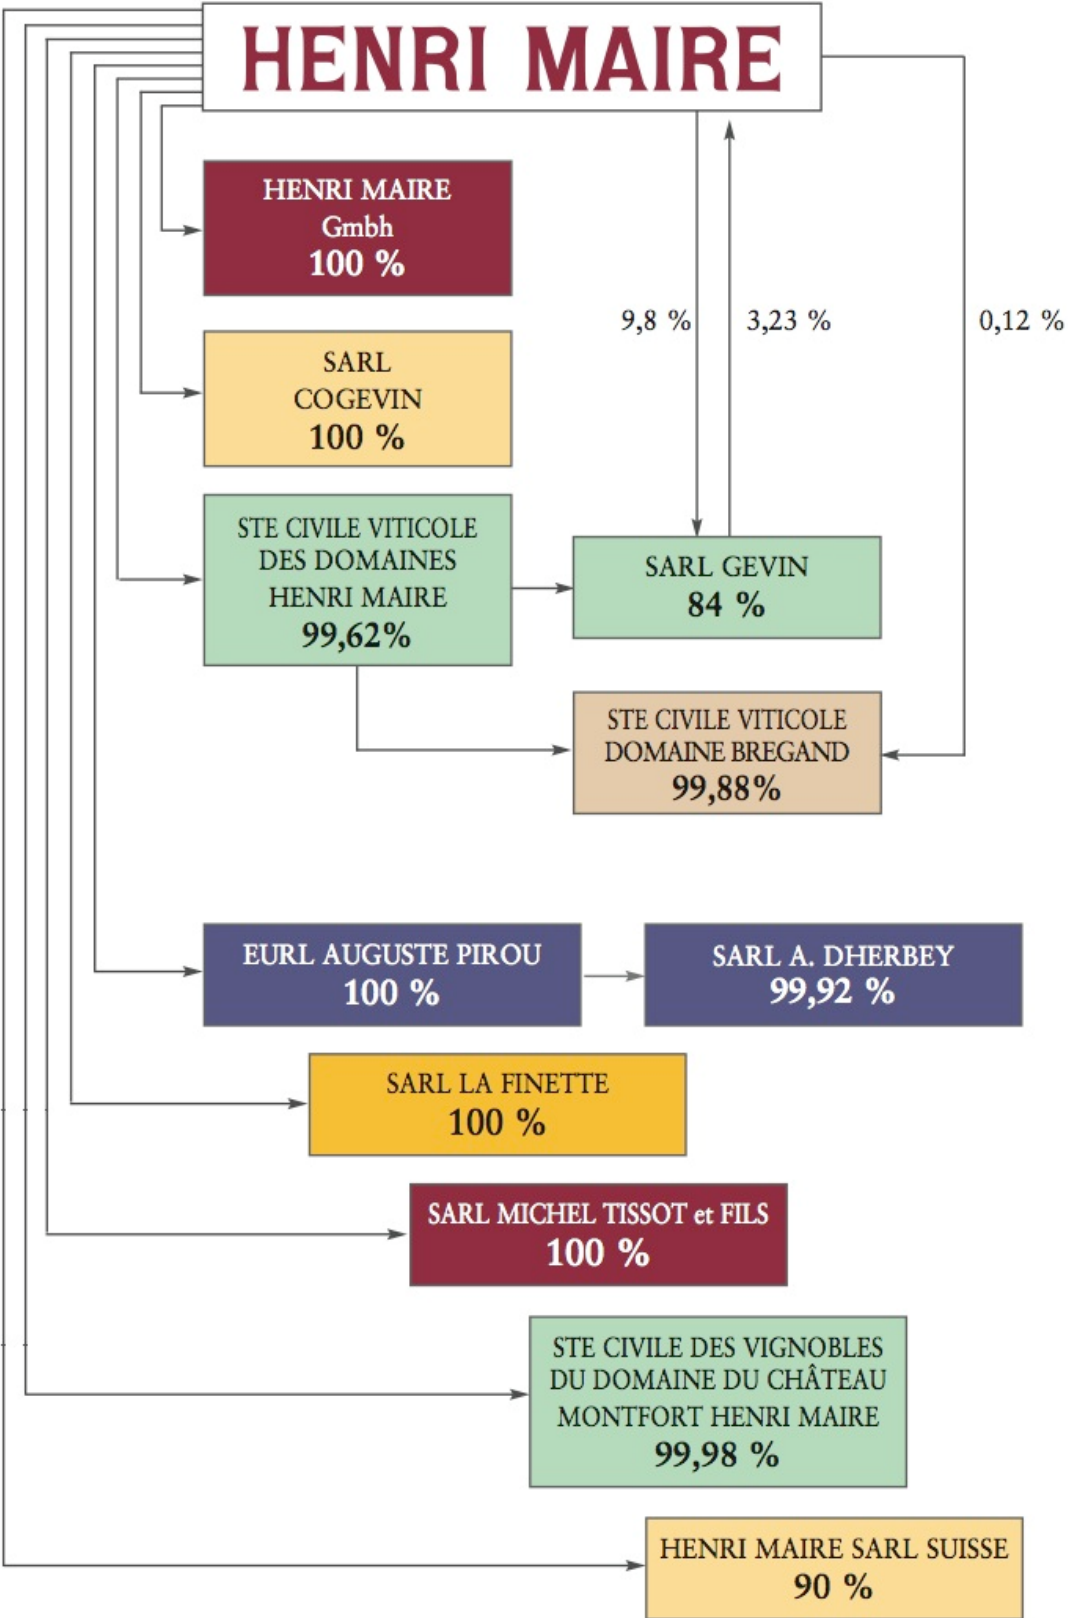 HENRI MAIRE
HENRI MAIRE
Gmbh
100 %
9,8 %
3,23 %
0,12 %
SARL
COGEVIN
100 %
STE CIVILE VITICOLE
DES DOMAINES
HENRI MAIRE
99,62%
SARL GEVIN
84 %
STE CIVILE VITICOLE
DOMAINE BREGAND
99,88%
EURL AUGUSTE PIROU
100 %
SARL A. DHERBEY
99,92 %
SARL LA FINETTE
100 %
SARL MICHEL TISSOT et FILS
100 %
STE CIVILE DES VIGNOBLES
DU DOMAINE DU CHÂTEAU
MONTFORT HENRI MAIRE
99,98 %
HENRI MAIRE SARL SUISSE
90 %